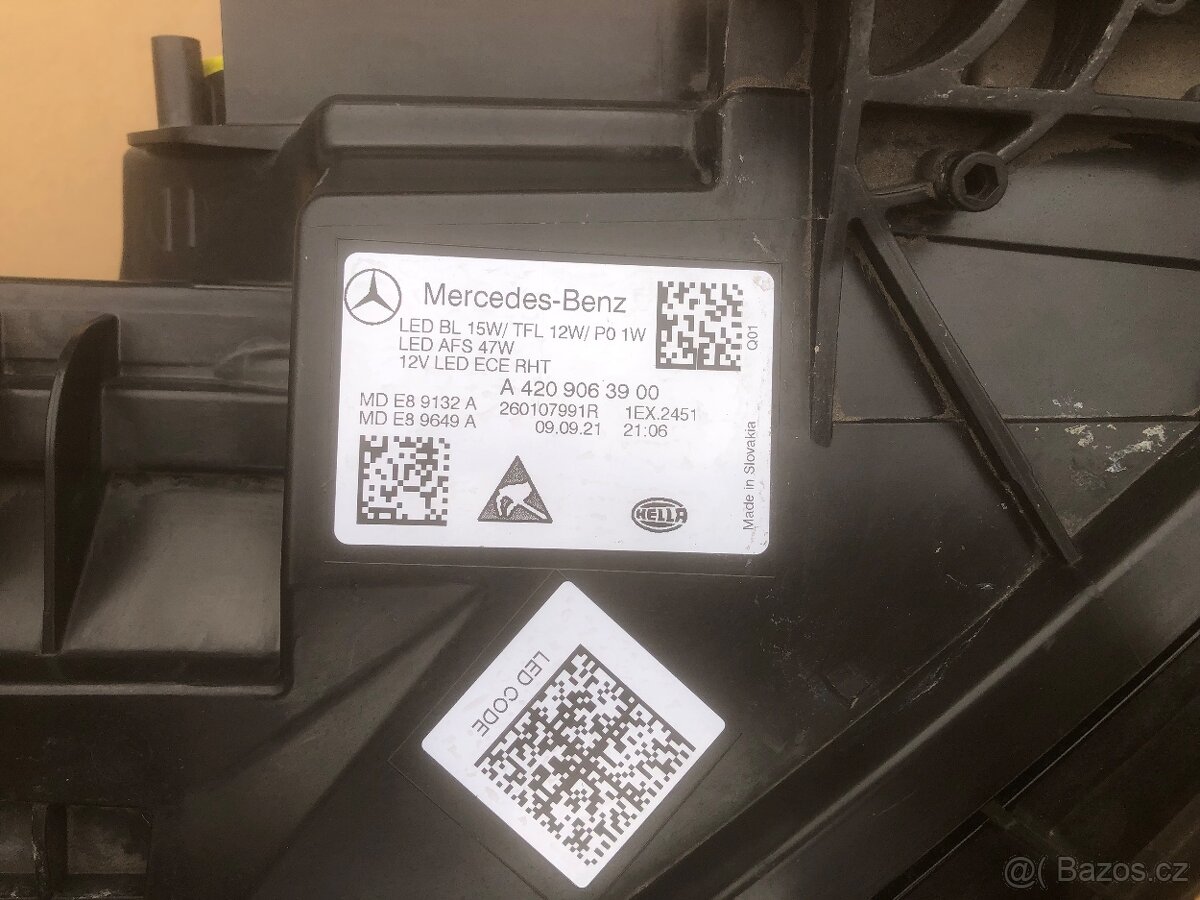 Mercedes-Benz
LED BL 15W/ TFL 12W/ P0 1W
LED AFS 47W
12V LED ECE RHT
A 420 906 39 00
MD E8 9132 A 260107991R 1EX.2451
MD E8 9649 A 09.09.21 21:06
Q01
Made in Slovakia
HELLA
LED CODE
@( Bazos.cz